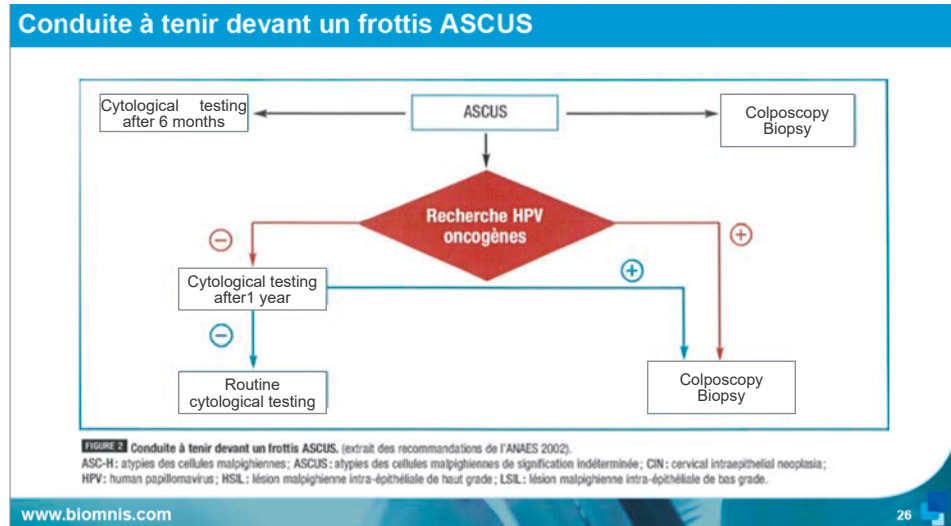 Conduite à tenir devant un frottis ASCUS
Cytological testing
after 6 months
ASCUS
Colposcopy
Biopsy
Recherche HPV
oncogènes
Cytological testing
after1 year
Routine
cytological testing
Colposcopy
Biopsy
FIGURE 2 Conduite à tenir devant un frottis ASCUS. (extrait des recommandations de l'ANAES 2002).
ASC-H : atypies des cellules malpighiennes ; ASCUS : atypies des cellules malpighiennes de signification indéterminée ; CIN : cervical intraepithelial neoplasia ;
HPV : human papillomavirus ; HSIL : lésion malpighienne intra-épithéliale de haut grade ; LSIL : lésion malpighienne intra-épithéliale de bas grade.
www.biomnis.com
26